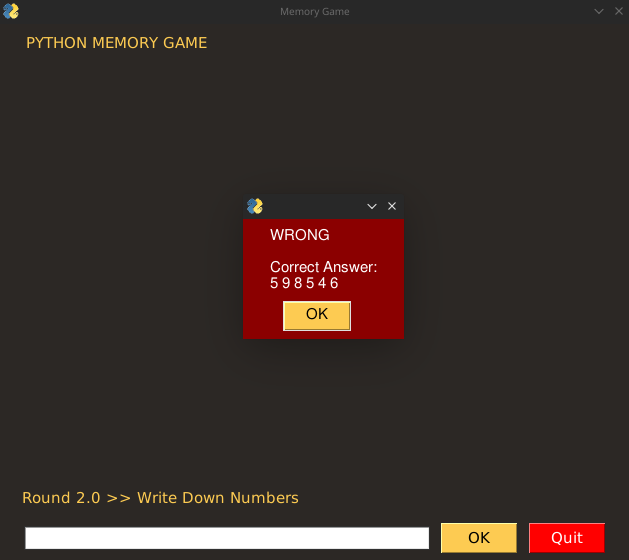 Memory Game
PYTHON MEMORY GAME
WRONG
Correct Answer:
5 9 8 5 4 6
OK
Round 2.0 >> Write Down Numbers
OK Quit